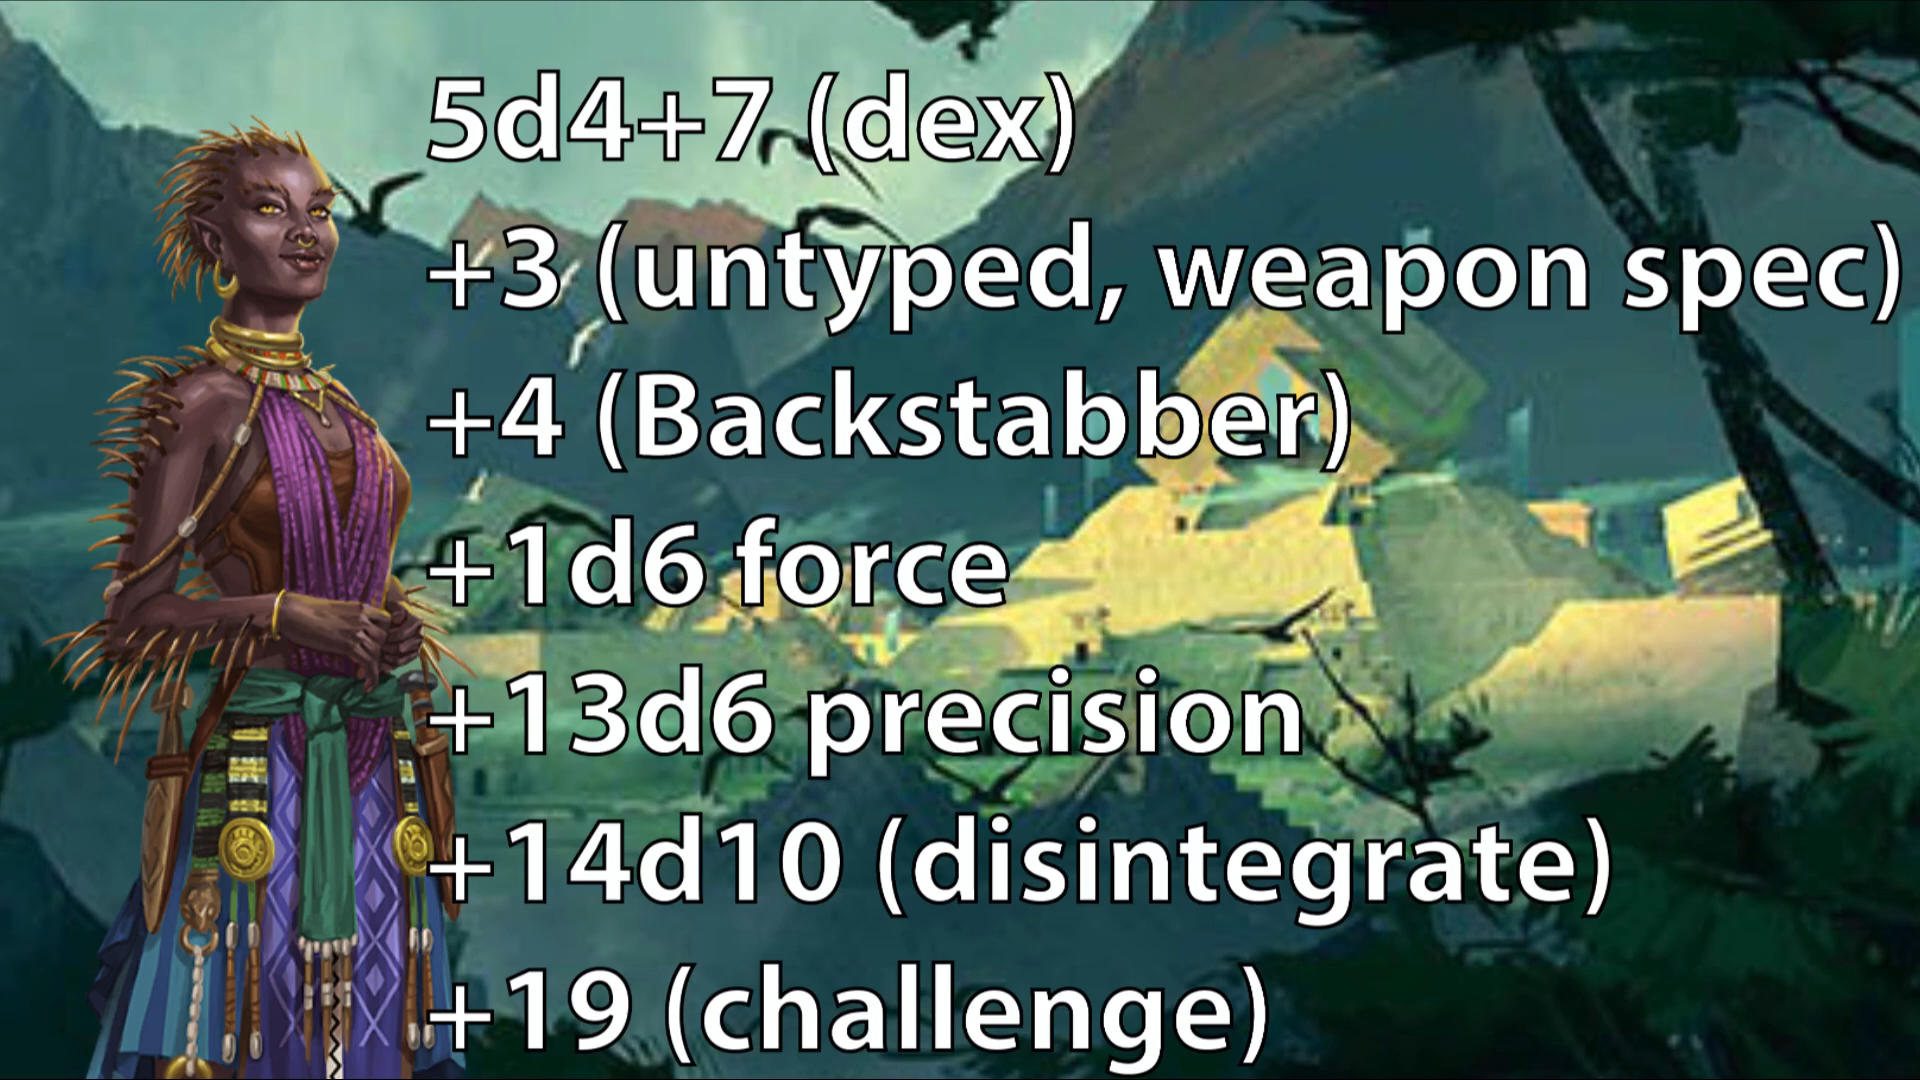 5d4+7 (dex)
+3 (untyped, weapon spec)
+4 (Backstabber)
+1d6 force
+13d6 precision
+14d10 (disintegrate)
+19 (challenge)